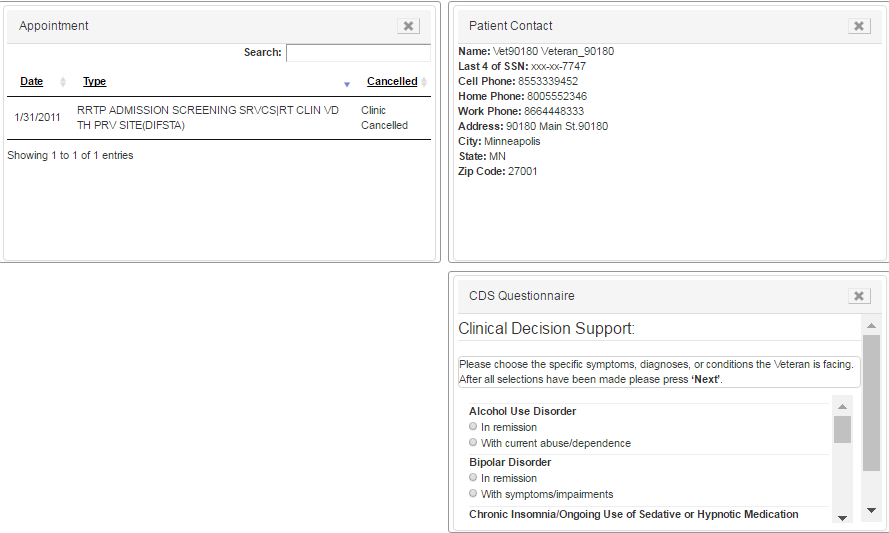 Appointment
Search:
Date Type Cancelled
1/31/2011 RRTP ADMISSION SCREENING SRVCS|RT CLIN VD TH PRV SITE(DIFSTA) Clinic Cancelled
Showing 1 to 1 of 1 entries
Patient Contact
Name: Vet90180 Veteran_90180
Last 4 of SSN: xxx-xx-7747
Cell Phone: 8553339452
Home Phone: 8005552346
Work Phone: 8664448333
Address: 90180 Main St.90180
City: Minneapolis
State: MN
Zip Code: 27001
CDS Questionnaire
Clinical Decision Support:
Please choose the specific symptoms, diagnoses, or conditions the Veteran is facing.
After all selections have been made please press ‘Next’.
Alcohol Use Disorder
In remission
With current abuse/dependence
Bipolar Disorder
In remission
With symptoms/impairments
Chronic Insomnia/Ongoing Use of Sedative or Hypnotic Medication